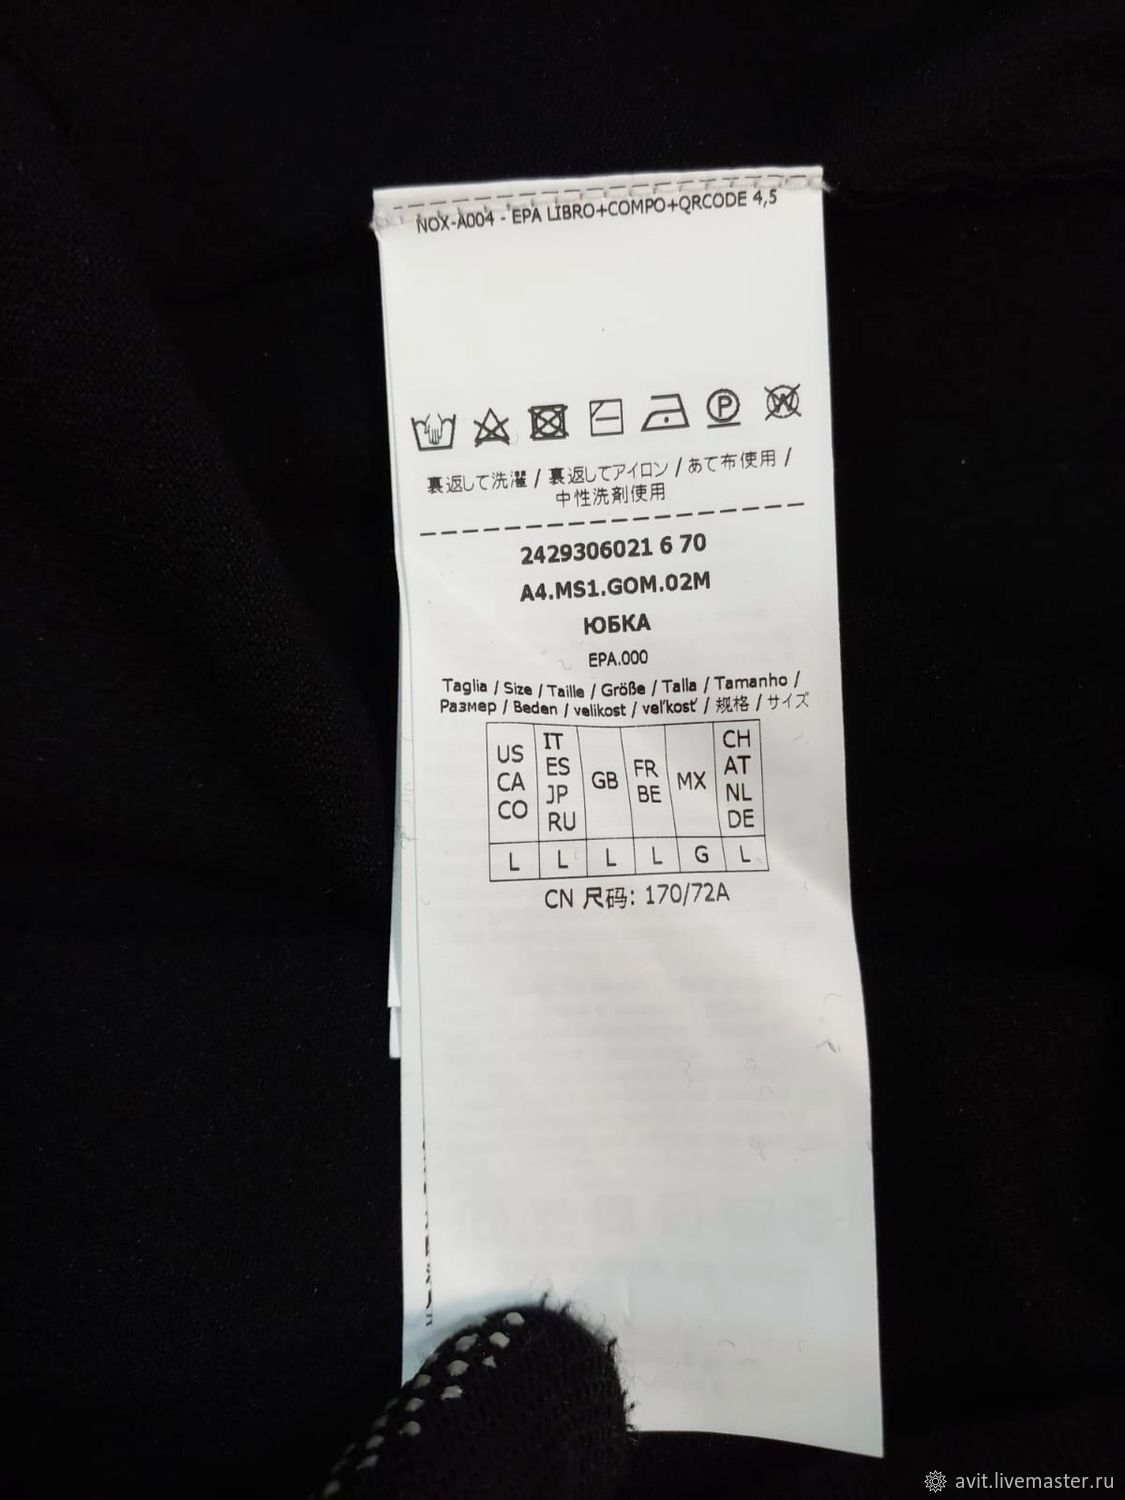 NOX-A004 - EPA LIBRO+COMPO+QRCODE 4,5
P
W
裏返して洗濯 / 裏返してアイロン / あて布使用 /
中性洗剤使用
2429306021 6 70
A4.MS1.GOM.02M
ЮБКА
EPA.000
Taglia / Size / Taille / Größe / Talla / Tamanho /
Размер / Beden / velikost / veľkosť / 规格 / サイズ
US CA CO IT ES JP RU GB FR BE MX CH AT NL DE
L L L L G L
CN 尺码: 170/72A
avit.livemaster.ru